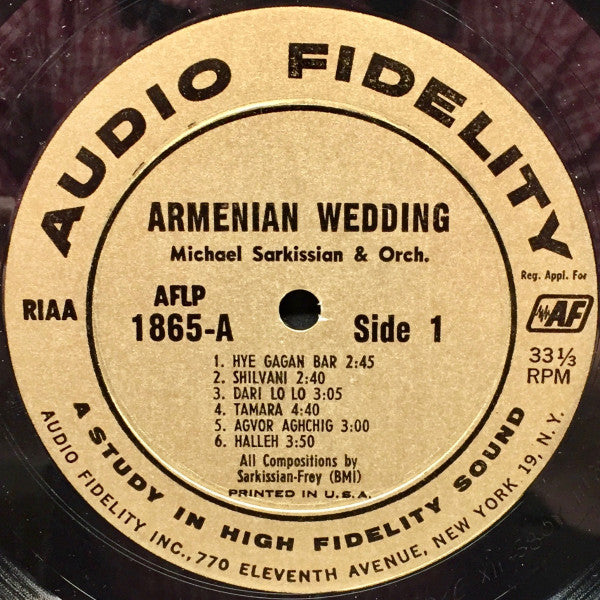 AUDIO FIDELITY
ARMENIAN WEDDING
Michael Sarkissian & Orch.
Reg. Appl. For
AF
RIAA
AFLP
1865-A
Side 1
33⅓
RPM
1. HYE GAGAN BAR 2:45
2. SHILVANI 2:40
3. DARI LO LO 3:05
4. TAMARA 4:40
5. AGVOR AGHCHIG 3:00
6. HALLEH 3:50
All Compositions by
Sarkissian-Frey (BMI)
PRINTED IN U.S.A.
A STUDY IN HIGH FIDELITY SOUND
AUDIO FIDELITY INC., 770 ELEVENTH AVENUE, NEW YORK 19, N.Y.